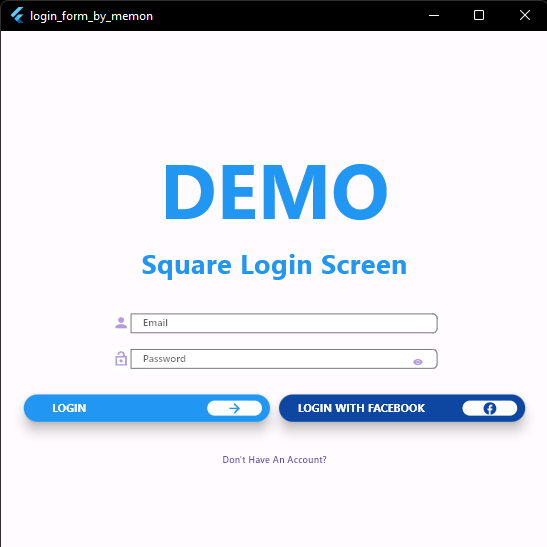 login_form_by_memon
DEMO
Square Login Screen
Email
Password
LOGIN
LOGIN WITH FACEBOOK
Don't Have An Account?